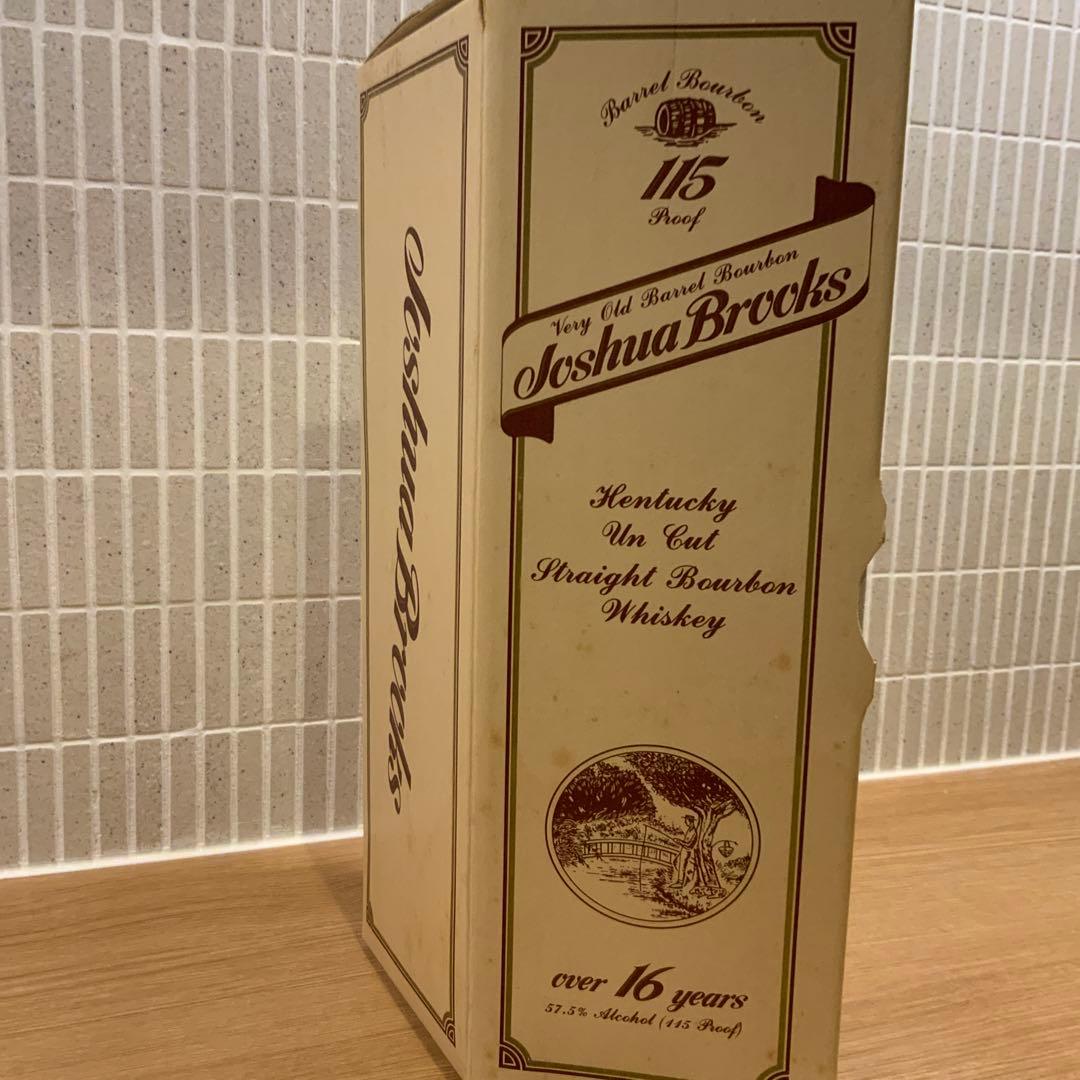 Joshua Brooks
Barrel Bourbon
115
Proof
Very Old Barrel Bourbon
Joshua Brooks
Kentucky
Un Cut
Straight Bourbon
Whiskey
over 16 years
57.5% Alcohol (115 Proof)